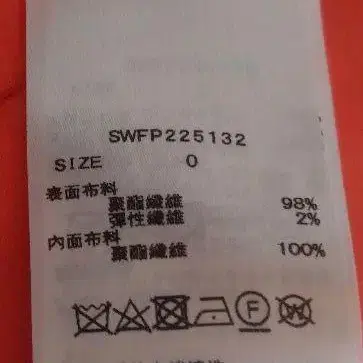 SWFP225132
SIZE 0
表面布料
聚酯纖維 98%
彈性纖維 2%
內面布料
聚酯纖維 100%
F W